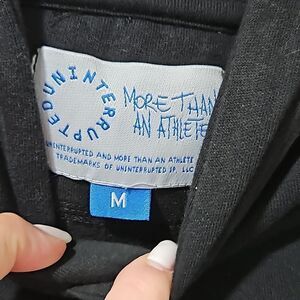 UNINTERRUPTED
MORE THAN
AN ATHLETE
UNINTERRUPTED AND MORE THAN AN ATHLETE
TRADEMARKS OF UNINTERRUPTED IP, LLC
M